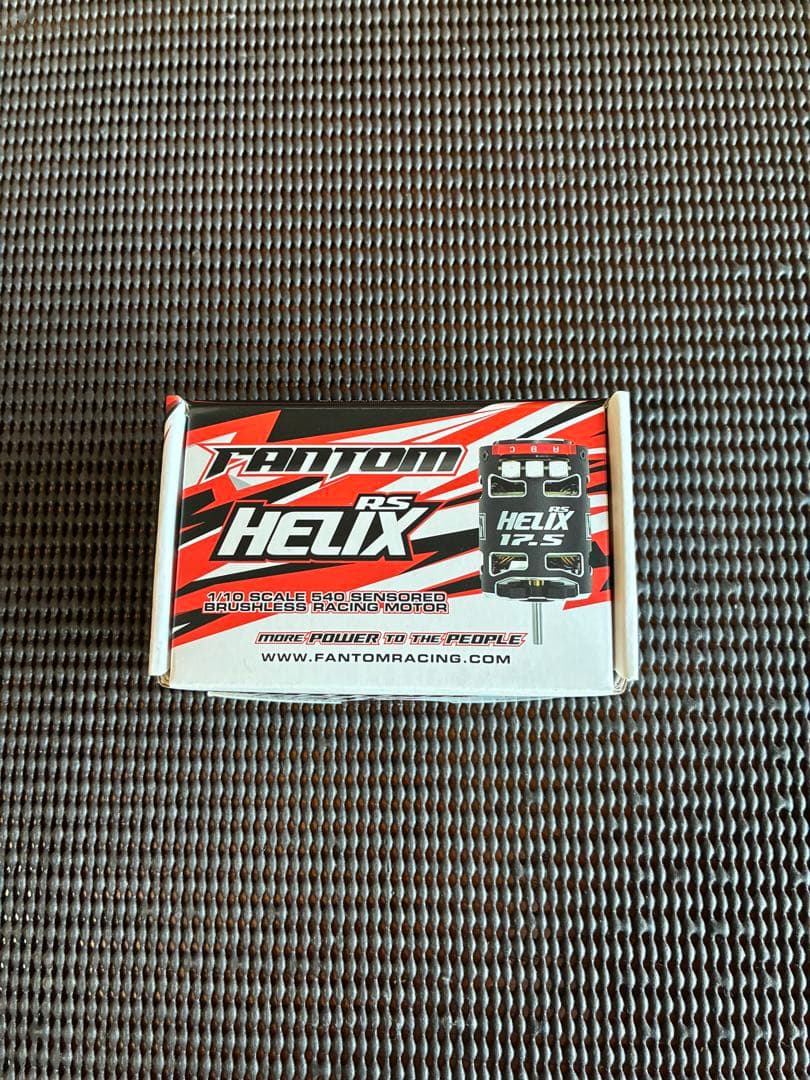 FANTOM
RS
HELIX
1/10 SCALE 540 SENSORED
BRUSHLESS RACING MOTOR
MORE POWER TO THE PEOPLE
WWW.FANTOMRACING.COM
A B C
RS
HELIX
17.5